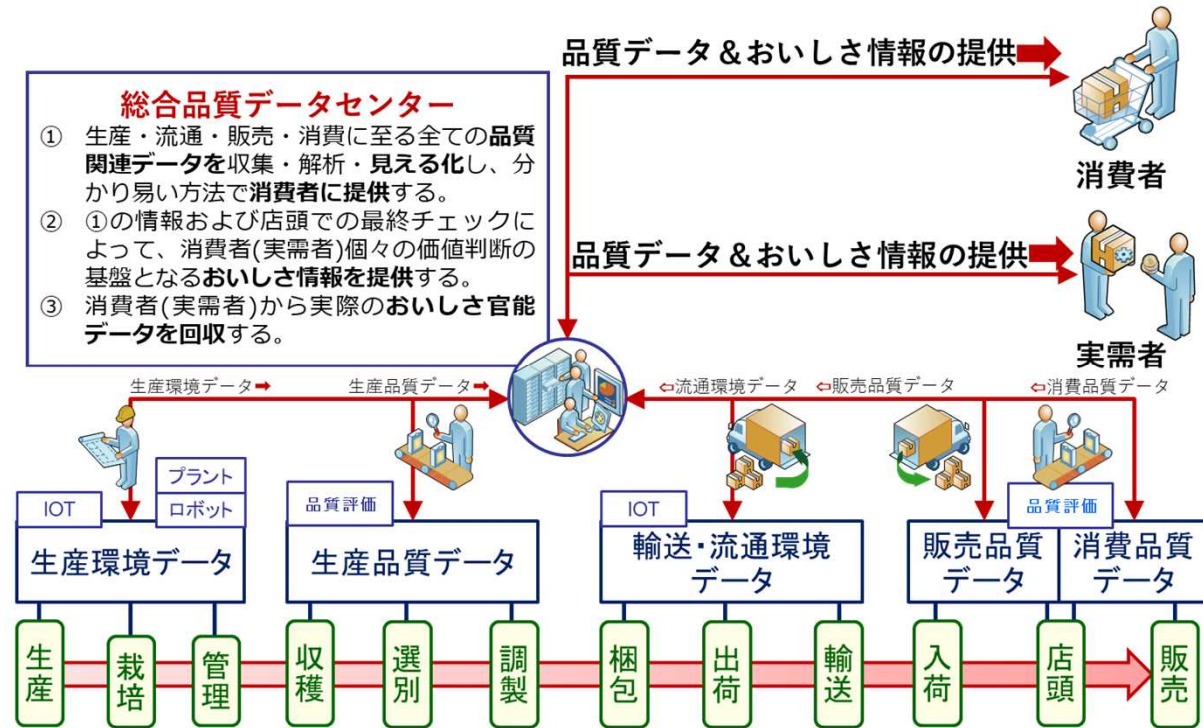 品質データ＆おいしさ情報の提供
消費者
総合品質データセンター
① 生産・流通・販売・消費に至る全ての品質
関連データを収集・解析・見える化し、分
かり易い方法で消費者に提供する。
② ①の情報および店頭での最終チェックに
よって、消費者(実需者)個々の価値判断の
基盤となるおいしさ情報を提供する。
③ 消費者(実需者)から実際のおいしさ官能
データを回収する。
品質データ＆おいしさ情報の提供
実需者
生産環境データ➡
生産品質データ➡
⇦流通環境データ
⇦販売品質データ
⇦消費品質データ
IOT
プラント
ロボット
生産環境データ
品質評価
生産品質データ
IOT
輸送・流通環境
データ
販売品質
データ
品質評価
消費品質
データ
生産
栽培
管理
収穫
選別
調製
梱包
出荷
輸送
入荷
店頭
販売